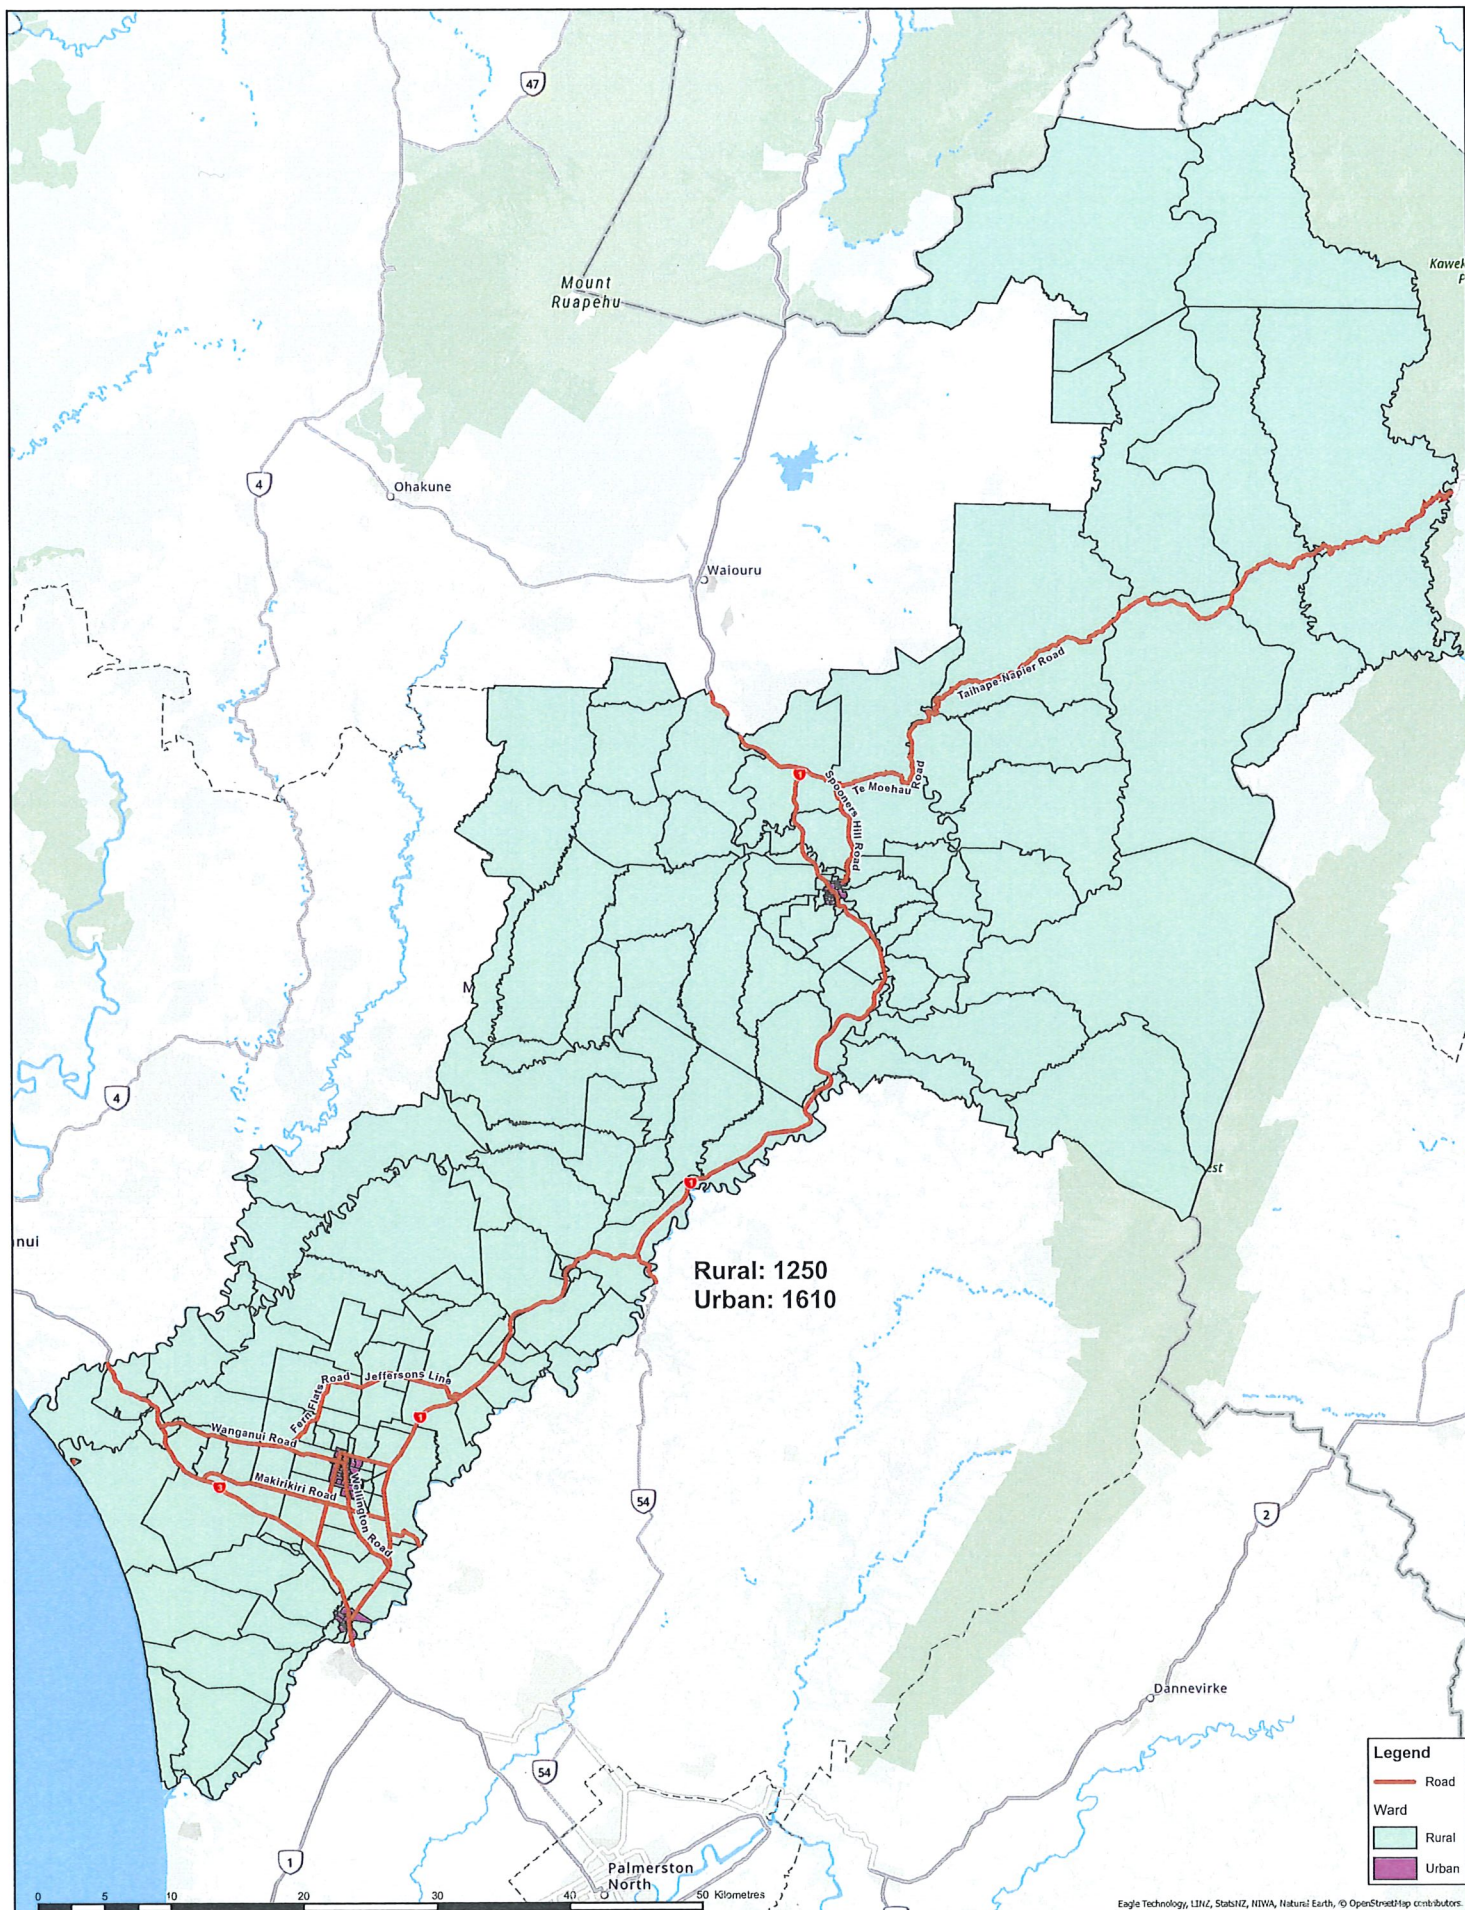 47
Kawek
P
Mount
Ruapehu
4
Ohakune
Waiouru
Taihape-Napier Road
1
Spooners Hill Road
Te Moehau Road
M
4
est
1
nui
Rural: 1250
Urban: 1610
Fern Flats Road
Jeffersons Line
1
Wanganui Road
Makirikiri Road
Wellington Road
3
54
2
Dannevirke
54
1
Palmerston
North
Legend
Road
Ward
Rural
Urban
0 5 10 20 30 40 50 Kilometres
Eagle Technology, LINZ, StatsNZ, NIWA, Natural Earth, © OpenStreetMap contributors.